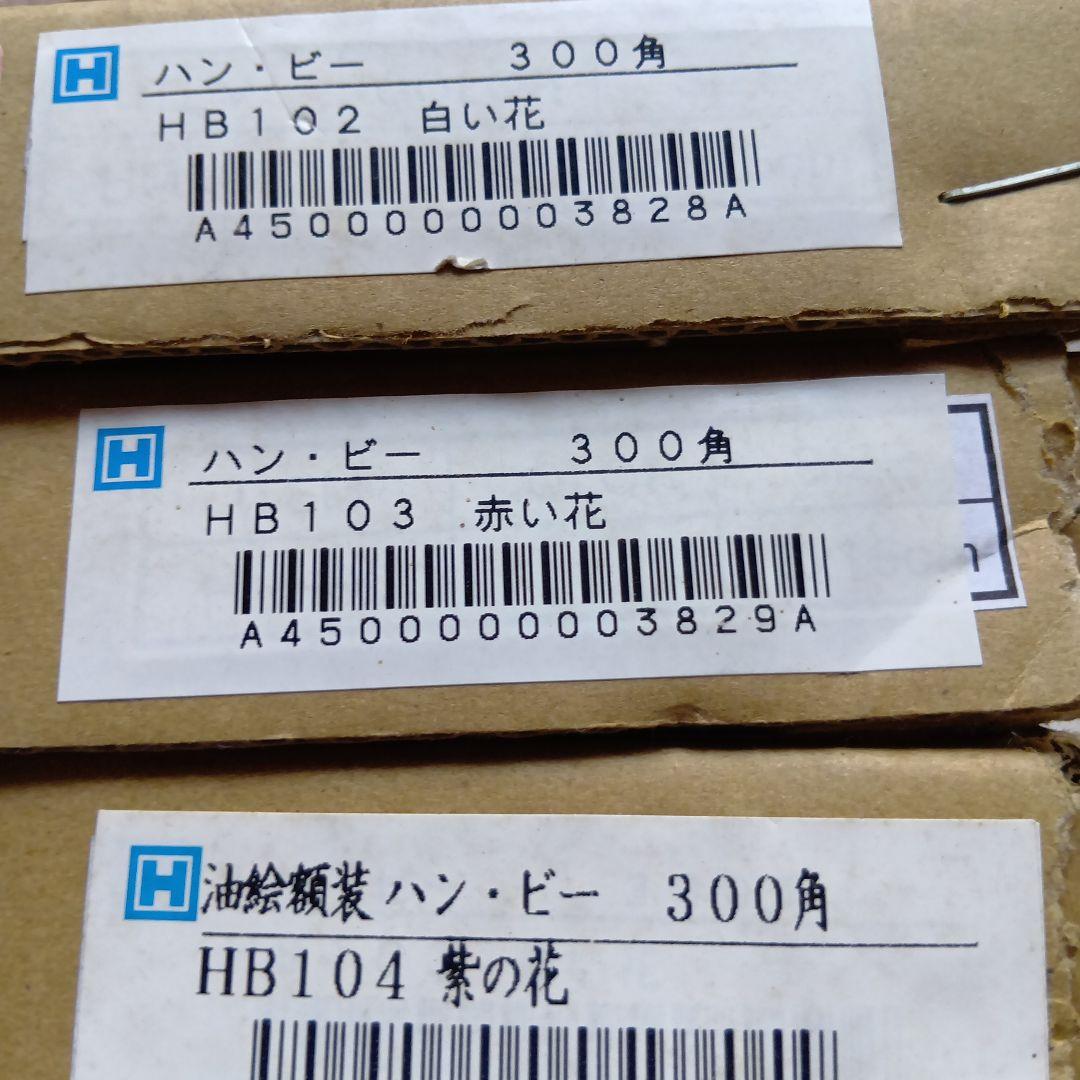 H ハン・ビー 300角
HB102 白い花
A4500000003828A
H ハン・ビー 300角
HB103 赤い花
A4500000003829A
H 油絵額装 ハン・ビー 300角
HB104 紫の花